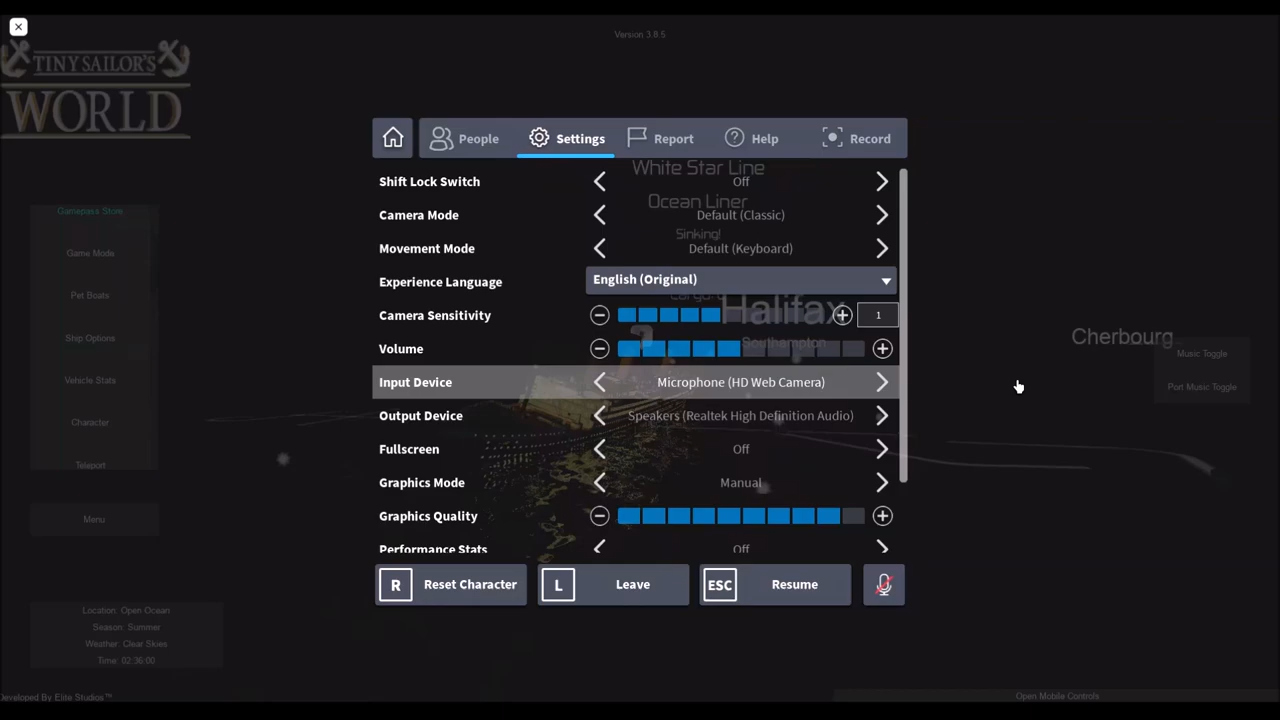 Version 3.8.5
TINY SAILOR'S
WORLD
People
Settings
Report
Help
Record
White Star Line
Ocean Liner
Sinking!
Halifax
Southampton
Cherbourg
Shift Lock Switch
Off
Camera Mode
Default (Classic)
Movement Mode
Default (Keyboard)
Experience Language
English (Original)
Camera Sensitivity
1
Volume
Input Device
Microphone (HD Web Camera)
Output Device
Speakers (Realtek High Definition Audio)
Fullscreen
Off
Graphics Mode
Manual
Graphics Quality
Performance Stats
Off
R
Reset Character
L
Leave
ESC
Resume
Gamepass Store
Game Mode
Pet Boats
Ship Options
Vehicle Stats
Character
Teleport
Menu
Music Toggle
Port Music Toggle
Location: Open Ocean
Season: Summer
Weather: Clear Skies
Time: 02:36:00
Developed By Elite Studios™
Open Mobile Controls